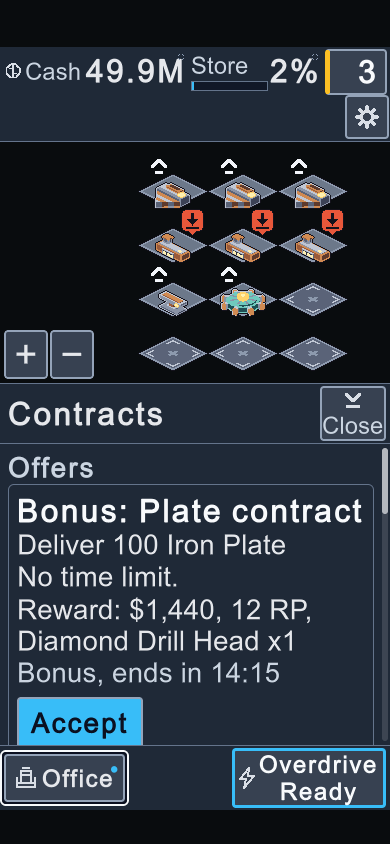 Cash 49.9M Store 2% 3
+ −
Contracts
Close
Offers
Bonus: Plate contract
Deliver 100 Iron Plate
No time limit.
Reward: $1,440, 12 RP,
Diamond Drill Head x1
Bonus, ends in 14:15
Accept
Office
Overdrive
Ready